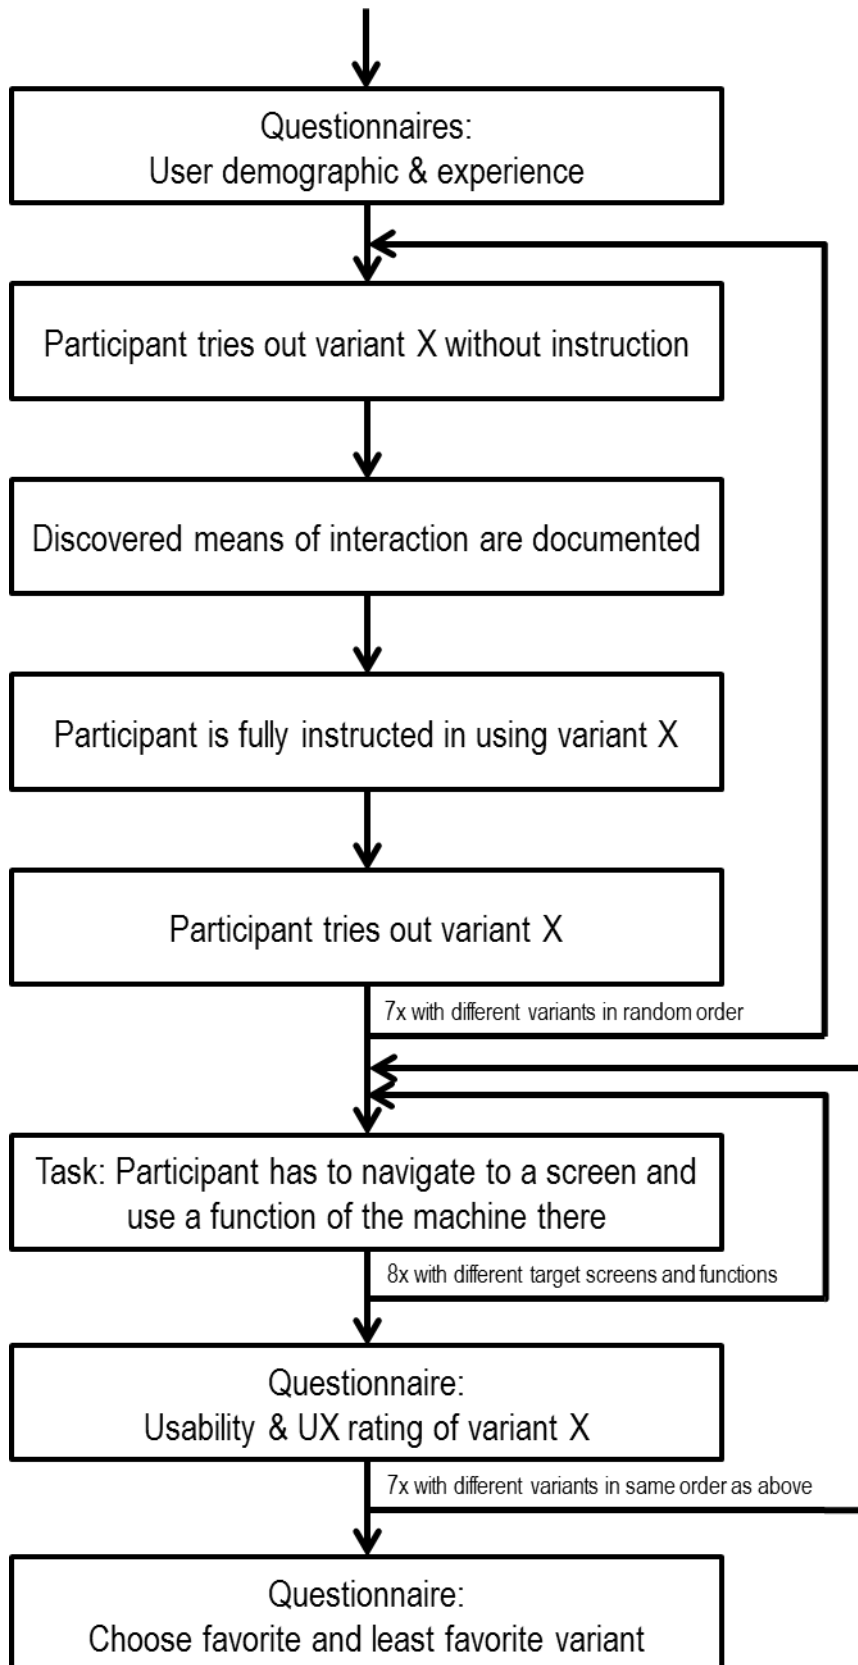 Questionnaires:
User demographic & experience
Participant tries out variant X without instruction
Discovered means of interaction are documented
Participant is fully instructed in using variant X
Participant tries out variant X
7x with different variants in random order
Task: Participant has to navigate to a screen and
use a function of the machine there
8x with different target screens and functions
Questionnaire:
Usability & UX rating of variant X
7x with different variants in same order as above
Questionnaire:
Choose favorite and least favorite variant